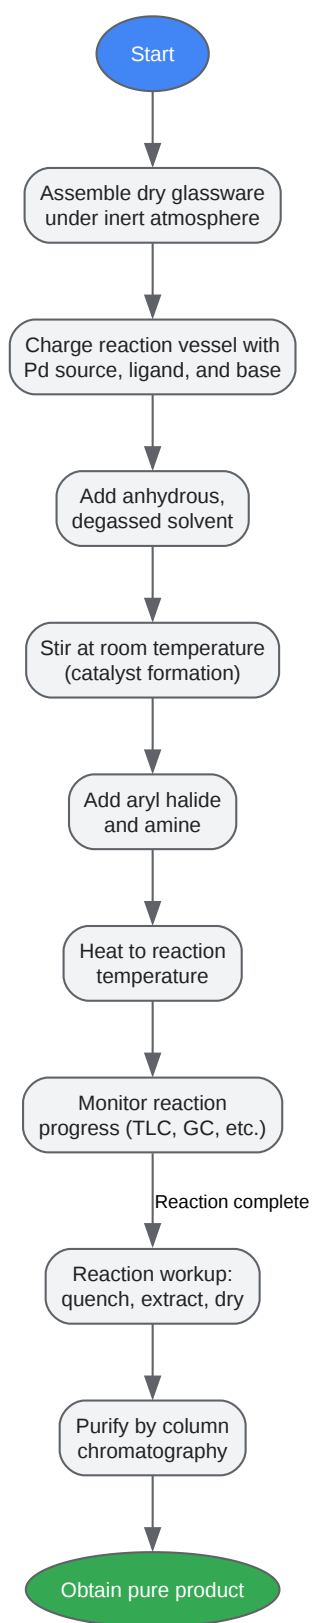 Start
Assemble dry glassware
under inert atmosphere
Charge reaction vessel with
Pd source, ligand, and base
Add anhydrous,
degassed solvent
Stir at room temperature
(catalyst formation)
Add aryl halide
and amine
Heat to reaction
temperature
Monitor reaction
progress (TLC, GC, etc.)
Reaction complete
Reaction workup:
quench, extract, dry
Purify by column
chromatography
Obtain pure product